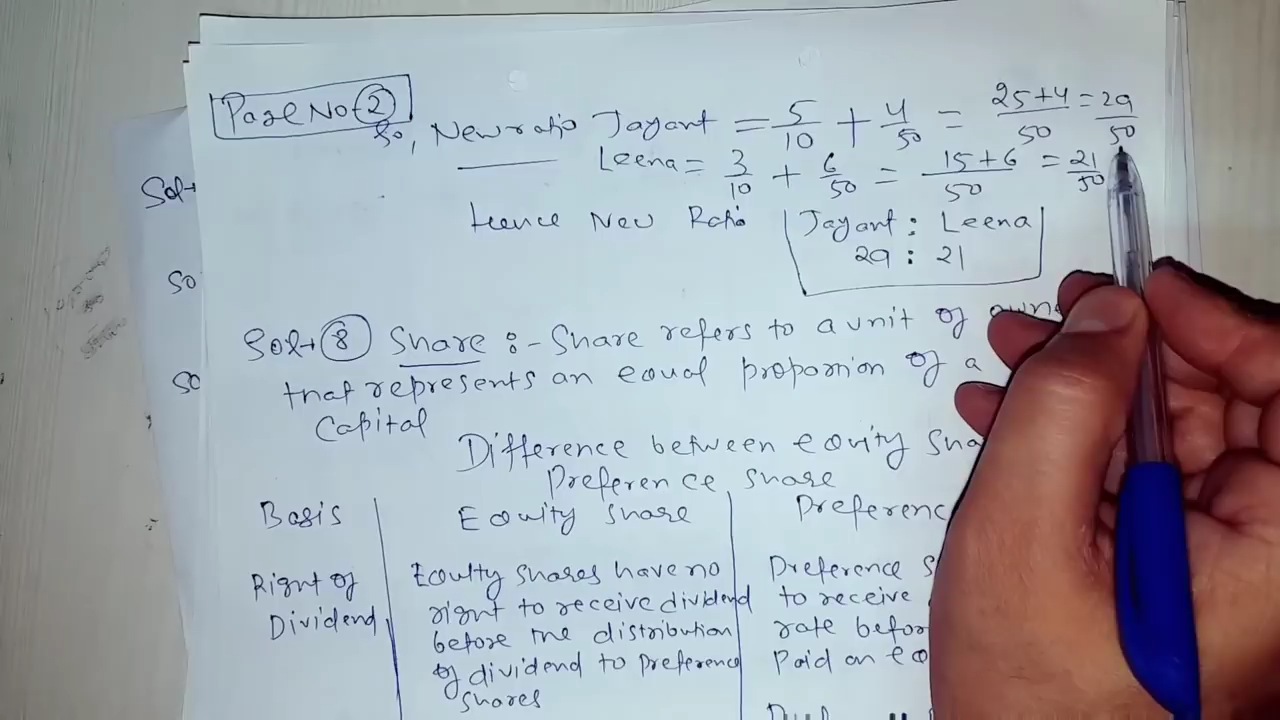 Page No-2
So, New ratio Jayant = 5/10 + 4/50 = 25+4/50 = 29/50
Sol→
Leena = 3/10 + 6/50 = 15+6/50 = 21/50
Hence New Ratio
Jayant : Leena
29 : 21
So
Sol→ 8 Share :- Share refers to a unit of
that represents an equal proportion of a
So
Capital
Difference between equity
Preference share
Basis
Equity share
Right of
Dividend
Equity shares have no
right to receive dividend
before the distribution
of dividend to preference
shares
Preference
to receive
rate
Paid on